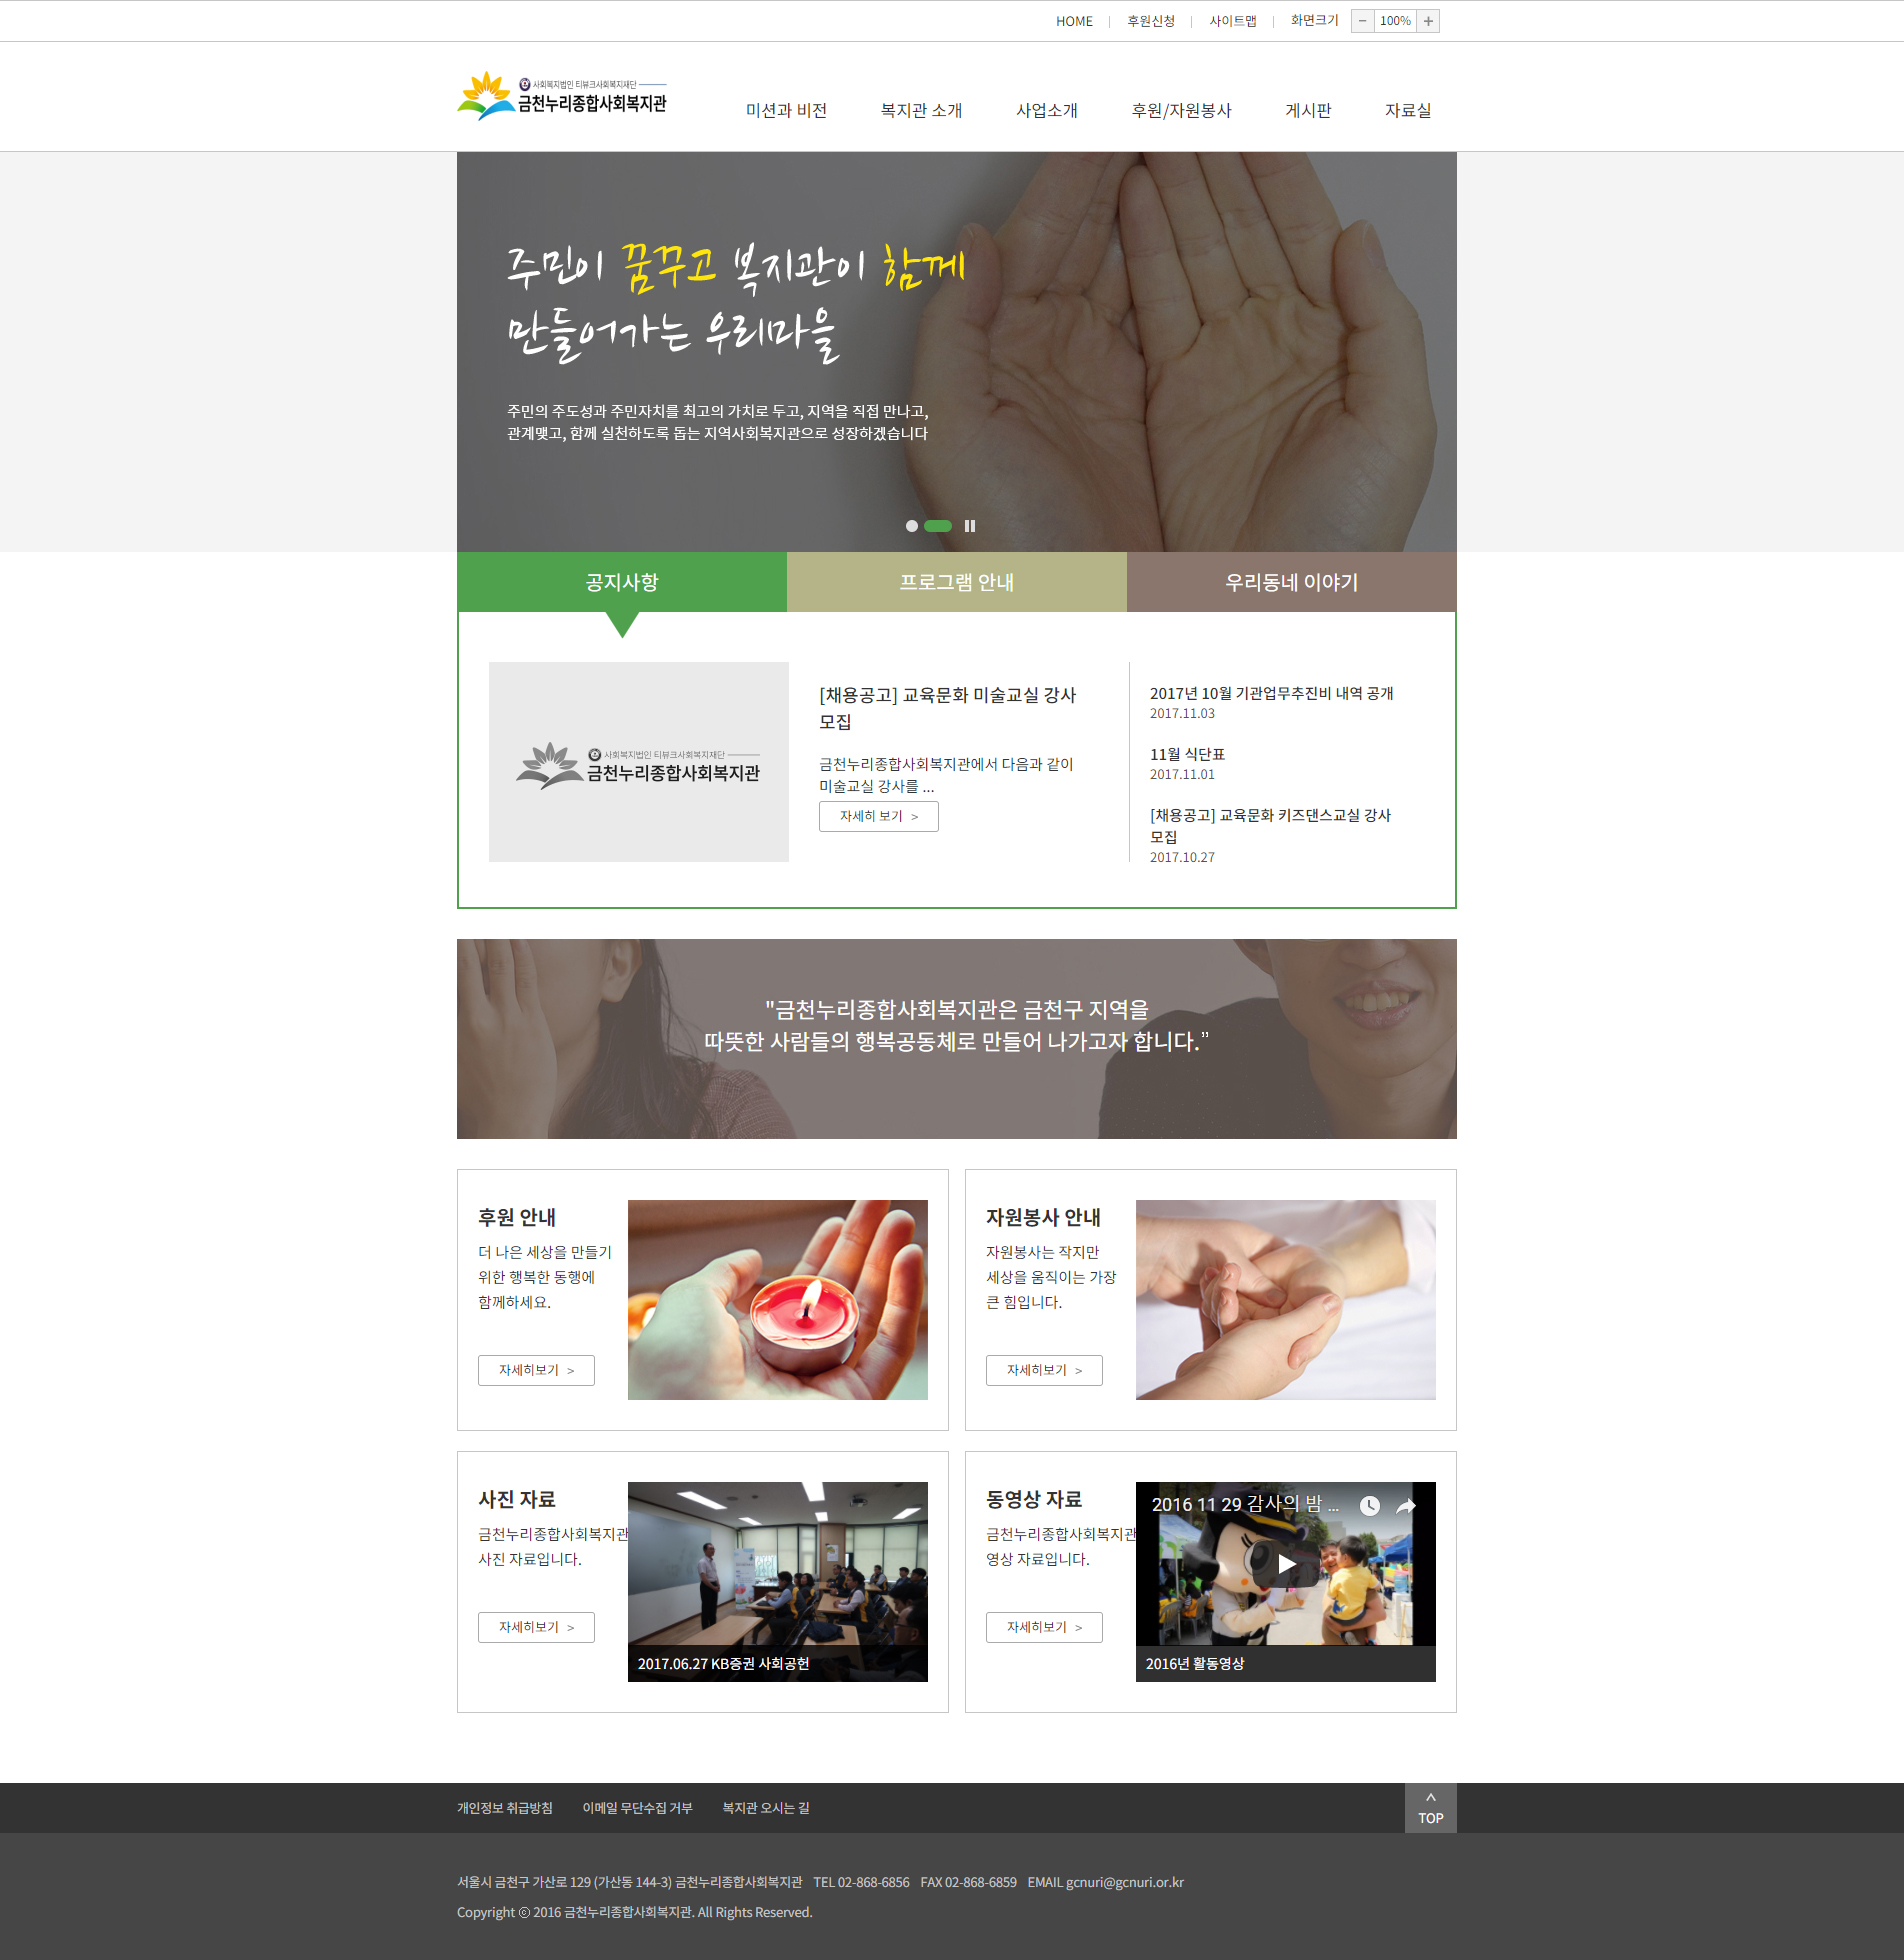 HOME
후원신청
사이트맵
화면크기
- 100% +
사회복지법인 티뷰크사회복지재단
금천누리종합사회복지관
미션과 비전
복지관 소개
사업소개
후원/자원봉사
게시판
자료실
주민이 꿈꾸고 복지관이 함께
만들어가는 우리마을
주민의 주도성과 주민자치를 최고의 가치로 두고, 지역을 직접 만나고,
관계맺고, 함께 실천하도록 돕는 지역사회복지관으로 성장하겠습니다
공지사항
프로그램 안내
우리동네 이야기
사회복지법인 티뷰크사회복지재단
금천누리종합사회복지관
[채용공고] 교육문화 미술교실 강사
모집
금천누리종합사회복지관에서 다음과 같이
미술교실 강사를 ...
자세히 보기 >
2017년 10월 기관업무추진비 내역 공개
2017.11.03
11월 식단표
2017.11.01
[채용공고] 교육문화 키즈댄스교실 강사
모집
2017.10.27
"금천누리종합사회복지관은 금천구 지역을
따뜻한 사람들의 행복공동체로 만들어 나가고자 합니다.”
후원 안내
더 나은 세상을 만들기
위한 행복한 동행에
함께하세요.
자세히보기 >
자원봉사 안내
자원봉사는 작지만
세상을 움직이는 가장
큰 힘입니다.
자세히보기 >
사진 자료
금천누리종합사회복지관
사진 자료입니다.
자세히보기 >
2017.06.27 KB증권 사회공헌
동영상 자료
금천누리종합사회복지관
영상 자료입니다.
자세히보기 >
2016 11 29 감사의 밤 ...
2016년 활동영상
개인정보 취급방침
이메일 무단수집 거부
복지관 오시는 길
TOP
서울시 금천구 가산로 129 (가산동 144-3) 금천누리종합사회복지관 TEL 02-868-6856 FAX 02-868-6859 EMAIL gcnuri@gcnuri.or.kr
Copyright ⓒ 2016 금천누리종합사회복지관. All Rights Reserved.